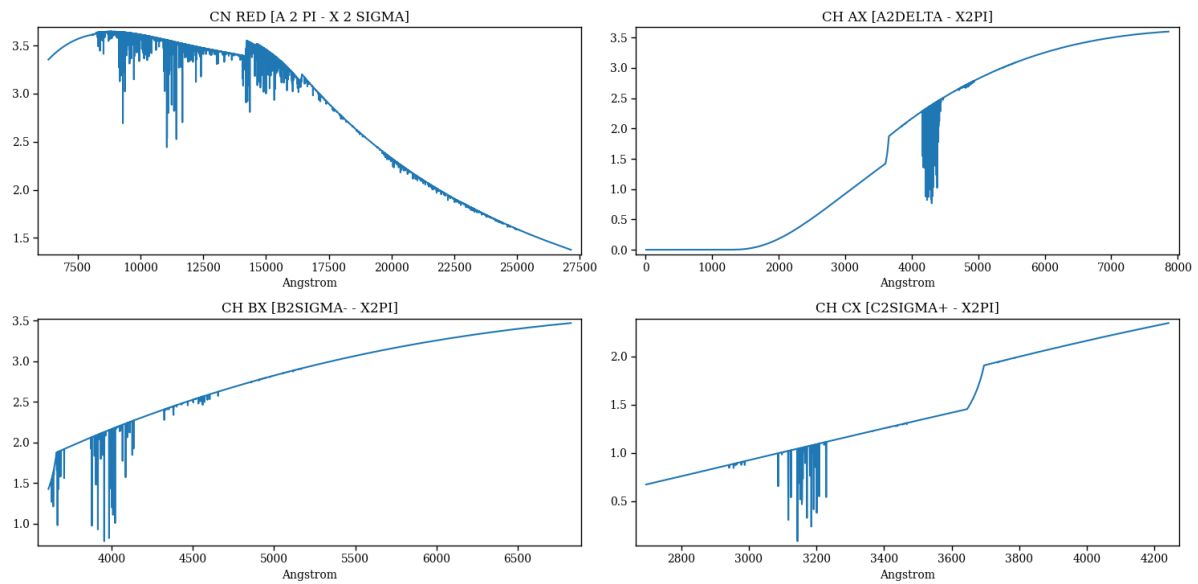 CN RED [A 2 PI - X 2 SIGMA]
3.5
3.0
2.5
2.0
1.5
7500 10000 12500 15000 17500 20000 22500 25000 27500
Angstrom
CH AX [A2DELTA - X2PI]
3.5
3.0
2.5
2.0
1.5
1.0
0.5
0.0
0 1000 2000 3000 4000 5000 6000 7000 8000
Angstrom
CH BX [B2SIGMA- - X2PI]
3.5
3.0
2.5
2.0
1.5
1.0
4000 4500 5000 5500 6000 6500
Angstrom
CH CX [C2SIGMA+ - X2PI]
2.0
1.5
1.0
0.5
2800 3000 3200 3400 3600 3800 4000 4200
Angstrom